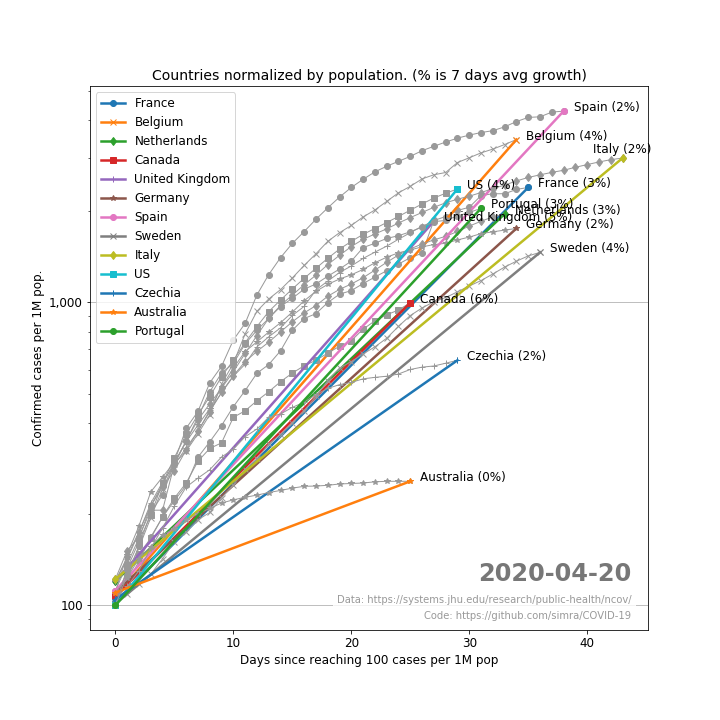 Countries normalized by population. (% is 7 days avg growth)
France
Belgium
Netherlands
Canada
United Kingdom
Germany
Spain
Sweden
Italy
US
Czechia
Australia
Portugal
Spain (2%)
Belgium (4%)
Italy (2%)
US (4%)
France (3%)
Portugal (3%)
Netherlands (3%)
United Kingdom (5%)
Germany (2%)
Sweden (4%)
Canada (6%)
Czechia (2%)
Australia (0%)
1,000
100
Confirmed cases per 1M pop.
2020-04-20
Data: https://systems.jhu.edu/research/public-health/ncov/
Code: https://github.com/simra/COVID-19
0
10
20
30
40
Days since reaching 100 cases per 1M pop